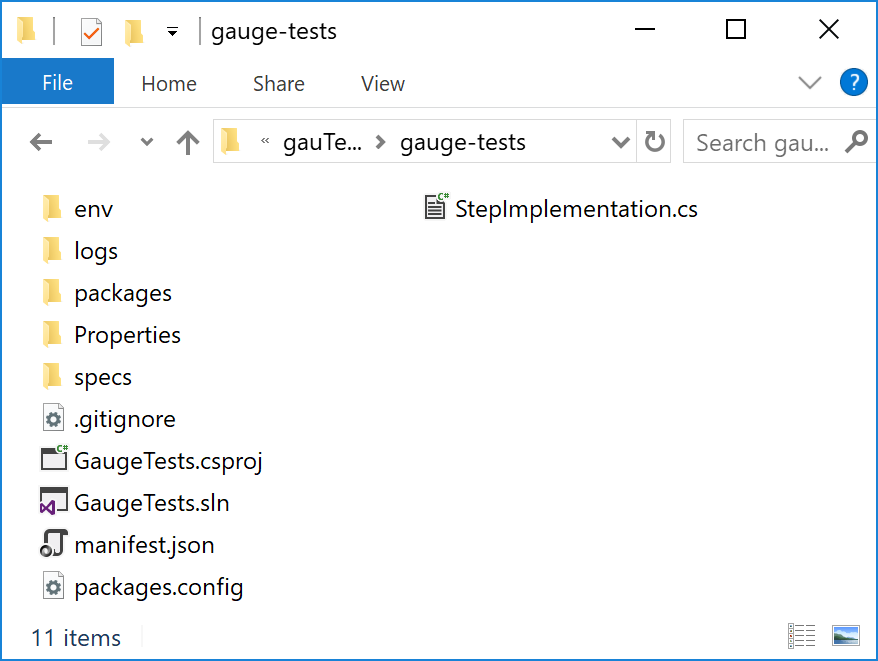 gauge-tests
File Home Share View ?
« gauTe... > gauge-tests Search gau...
env
logs
packages
Properties
specs
.gitignore
GaugeTests.csproj
GaugeTests.sln
manifest.json
packages.config
StepImplementation.cs
11 items